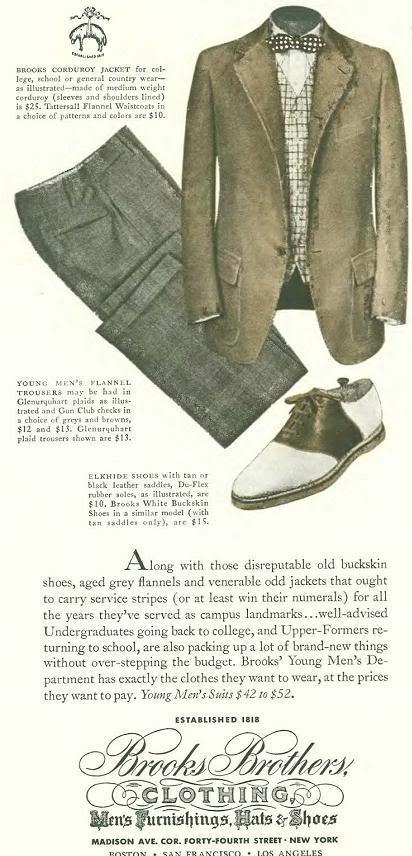 ESTABLISHED 1818
BROOKS CORDUROY JACKET for col-
lege, school or general country wear—
as illustrated—made of medium weight
corduroy (sleeves and shoulders lined)
is $25. Tattersall Flannel Waistcoats in
a choice of patterns and colors are $10.
YOUNG MEN'S FLANNEL
TROUSERS may be had in
Glenurquhart plaids as illus-
trated and Gun Club checks in
a choice of greys and browns,
$12 and $13. Glenurquhart
plaid trousers shown are $13.
ELKHIDE SHOES with tan or
black leather saddles, Du-Flex
rubber soles, as illustrated, are
$10. Brooks White Buckskin
Shoes in a similar model (with
tan saddles only), are $15.
Along with those disreputable old buckskin
shoes, aged grey flannels and venerable odd jackets that ought
to carry service stripes (or at least win their numerals) for all
the years they've served as campus landmarks...well-advised
Undergraduates going back to college, and Upper-Formers re-
turning to school, are also packing up a lot of brand-new things
without over-stepping the budget. Brooks' Young Men's De-
partment has exactly the clothes they want to wear, at the prices
they want to pay. Young Men's Suits $42 to $52.
ESTABLISHED 1818
Brooks Brothers,
CLOTHING,
Men's Furnishings, Hats & Shoes
MADISON AVE. COR. FORTY-FOURTH STREET · NEW YORK
BOSTON · SAN FRANCISCO · LOS ANGELES